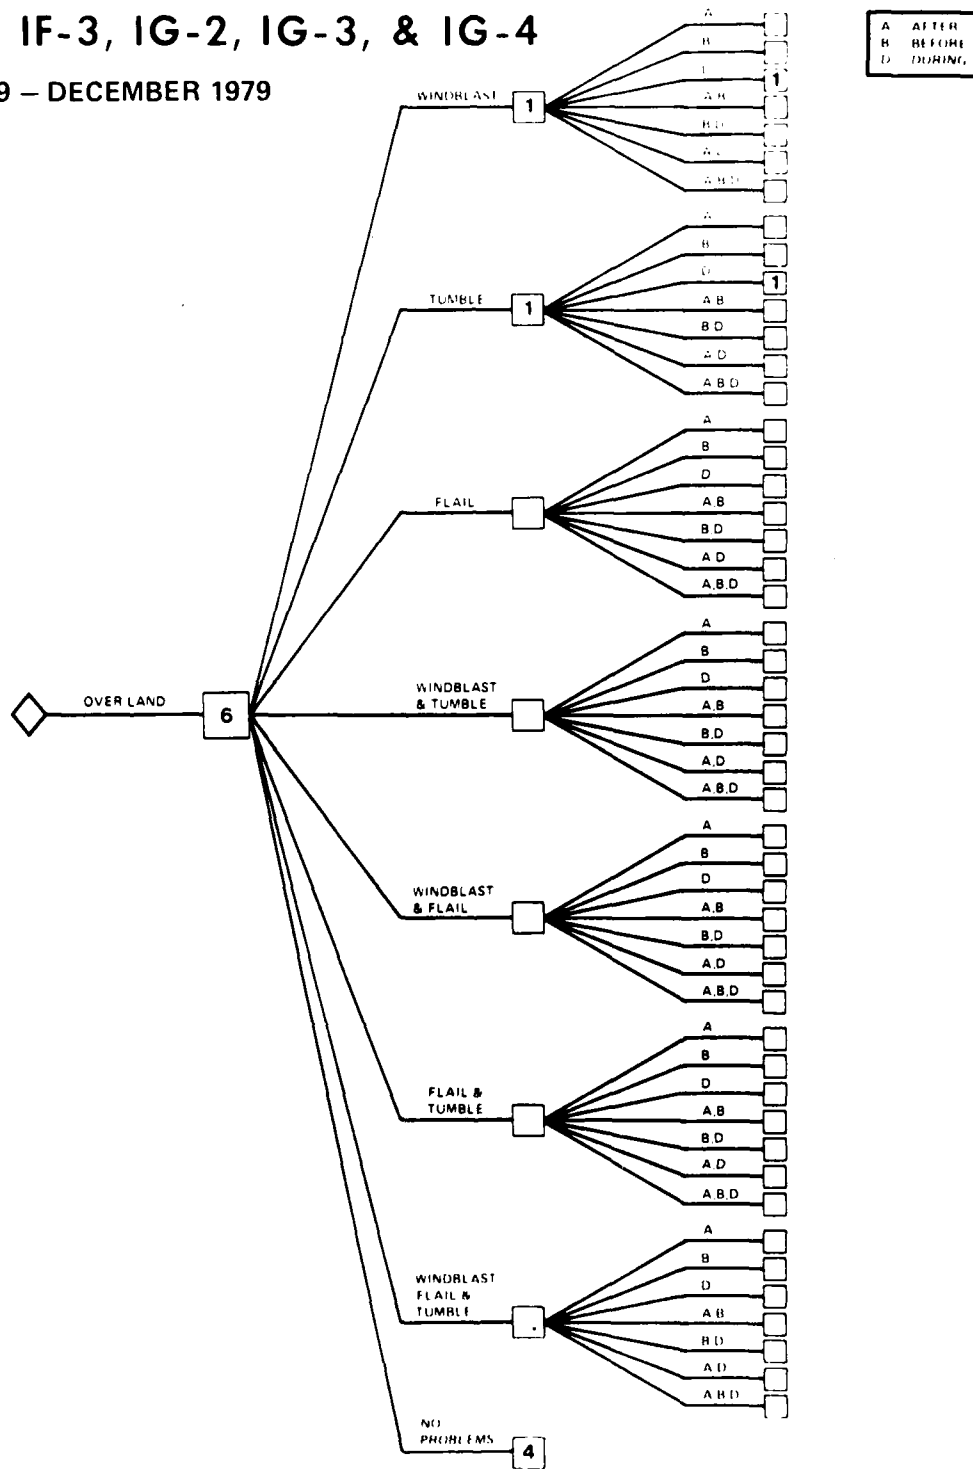 IF-3, IG-2, IG-3, & IG-4
9 – DECEMBER 1979
A AFTER
B BEFORE
D DURING
OVER LAND
6
WINDBLAST
1
A
B
1
A,B
B,D
A,B,D
TUMBLE
1
A
B
D
1
A,B
B,D
A,D
A,B,D
FLAIL
A
B
D
A,B
B,D
A,D
A,B,D
WINDBLAST
& TUMBLE
A
B
D
A,B
B,D
A,D
A,B,D
WINDBLAST
& FLAIL
A
B
D
A,B
B,D
A,D
A,B,D
FLAIL &
TUMBLE
A
B
D
A,B
B,D
A,D
A,B,D
WINDBLAST
FLAIL &
TUMBLE
A
B
D
A,B
B,D
A,D
A,B,D
NO
PROBLEMS
4